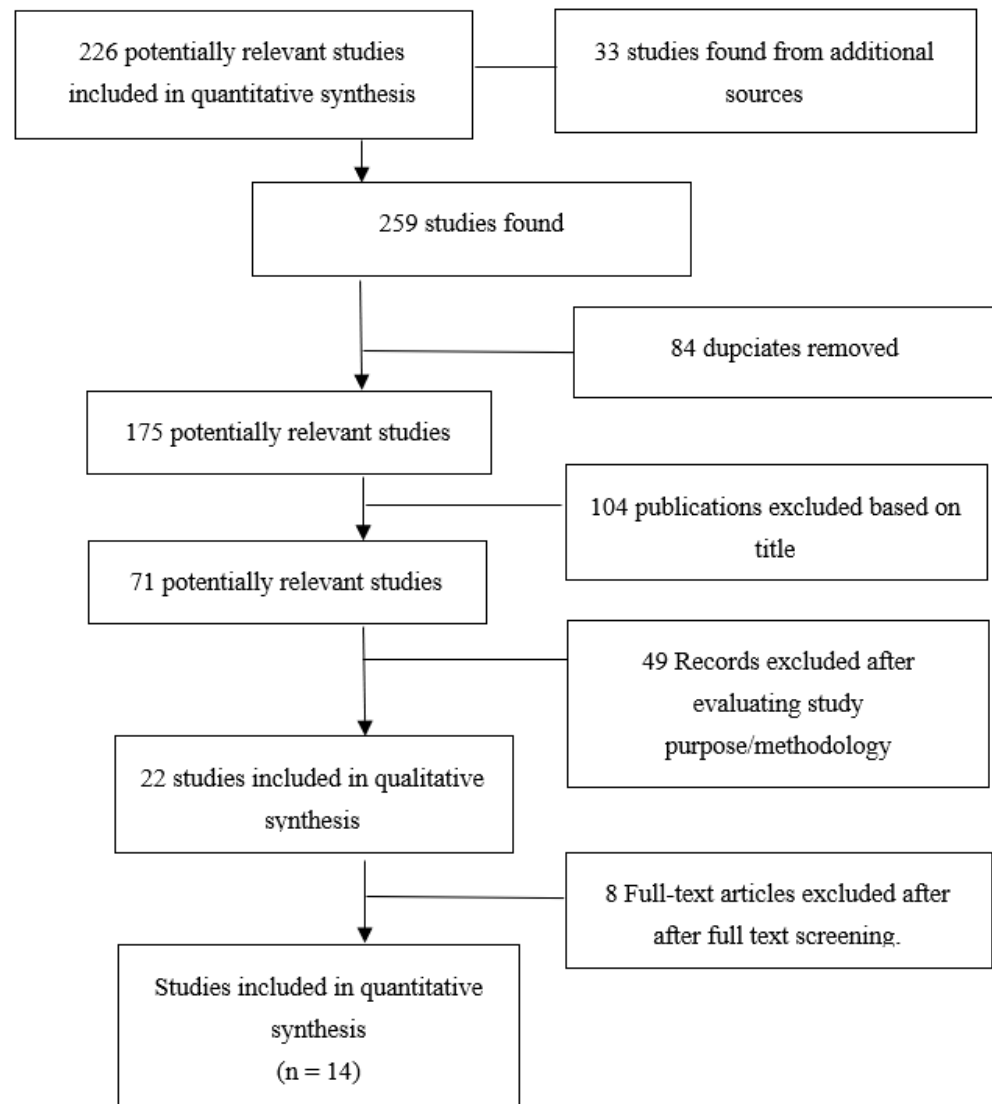 226 potentially relevant studies
included in quantitative synthesis
33 studies found from additional
sources
259 studies found
84 dupciates removed
175 potentially relevant studies
104 publications excluded based on
title
71 potentially relevant studies
49 Records excluded after
evaluating study
purpose/methodology
22 studies included in qualitative
synthesis
8 Full-text articles excluded after
after full text screening.
Studies included in quantitative
synthesis
(n = 14)